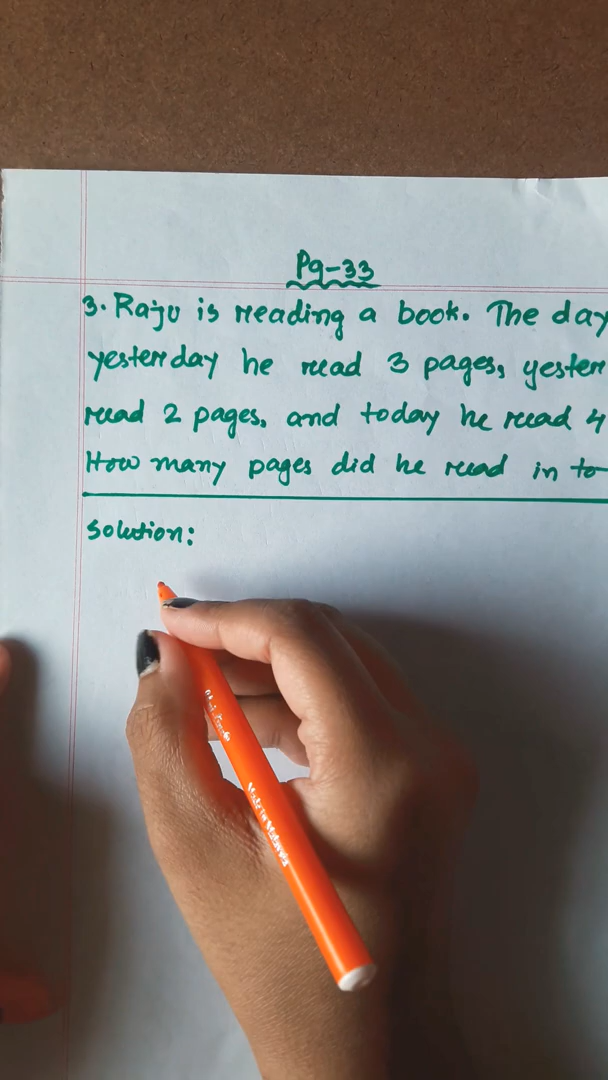 Pg-33
3. Raju is reading a book. The day
yesterday he read 3 pages, yester
read 2 pages, and today he read 4
How many pages did he read in to
Solution: